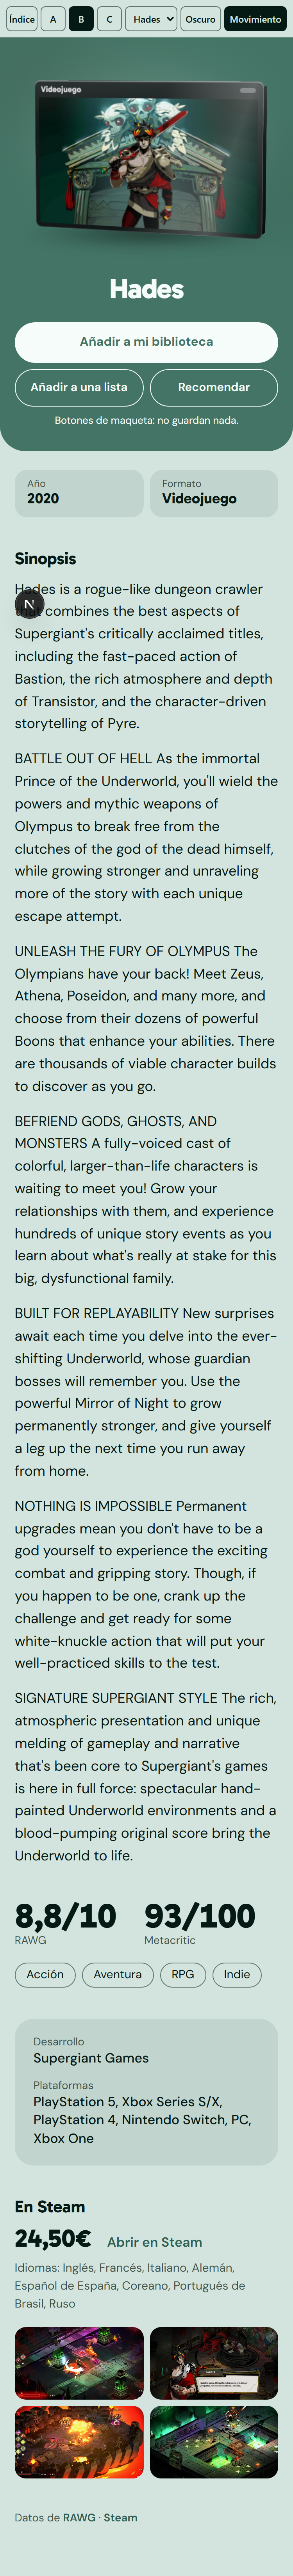 Índice A B C Hades Oscuro Movimiento
Videojuego
Hades
Añadir a mi biblioteca
Añadir a una lista Recomendar
Botones de maqueta: no guardan nada.
Año Formato
2020 Videojuego
Sinopsis
Hades is a rogue-like dungeon crawler
N combines the best aspects of
Supergiant's critically acclaimed titles,
including the fast-paced action of
Bastion, the rich atmosphere and depth
of Transistor, and the character-driven
storytelling of Pyre.
BATTLE OUT OF HELL As the immortal
Prince of the Underworld, you'll wield the
powers and mythic weapons of
Olympus to break free from the
clutches of the god of the dead himself,
while growing stronger and unraveling
more of the story with each unique
escape attempt.
UNLEASH THE FURY OF OLYMPUS The
Olympians have your back! Meet Zeus,
Athena, Poseidon, and many more, and
choose from their dozens of powerful
Boons that enhance your abilities. There
are thousands of viable character builds
to discover as you go.
BEFRIEND GODS, GHOSTS, AND
MONSTERS A fully-voiced cast of
colorful, larger-than-life characters is
waiting to meet you! Grow your
relationships with them, and experience
hundreds of unique story events as you
learn about what's really at stake for this
big, dysfunctional family.
BUILT FOR REPLAYABILITY New surprises
await each time you delve into the ever-
shifting Underworld, whose guardian
bosses will remember you. Use the
powerful Mirror of Night to grow
permanently stronger, and give yourself
a leg up the next time you run away
from home.
NOTHING IS IMPOSSIBLE Permanent
upgrades mean you don't have to be a
god yourself to experience the exciting
combat and gripping story. Though, if
you happen to be one, crank up the
challenge and get ready for some
white-knuckle action that will put your
well-practiced skills to the test.
SIGNATURE SUPERGIANT STYLE The rich,
atmospheric presentation and unique
melding of gameplay and narrative
that's been core to Supergiant's games
is here in full force: spectacular hand-
painted Underworld environments and a
blood-pumping original score bring the
Underworld to life.
8,8/10 93/100
RAWG Metacritic
Acción Aventura RPG Indie
Desarrollo
Supergiant Games
Plataformas
PlayStation 5, Xbox Series S/X,
PlayStation 4, Nintendo Switch, PC,
Xbox One
En Steam
24,50€ Abrir en Steam
Idiomas: Inglés, Francés, Italiano, Alemán,
Español de España, Coreano, Portugués de
Brasil, Ruso
Datos de RAWG · Steam